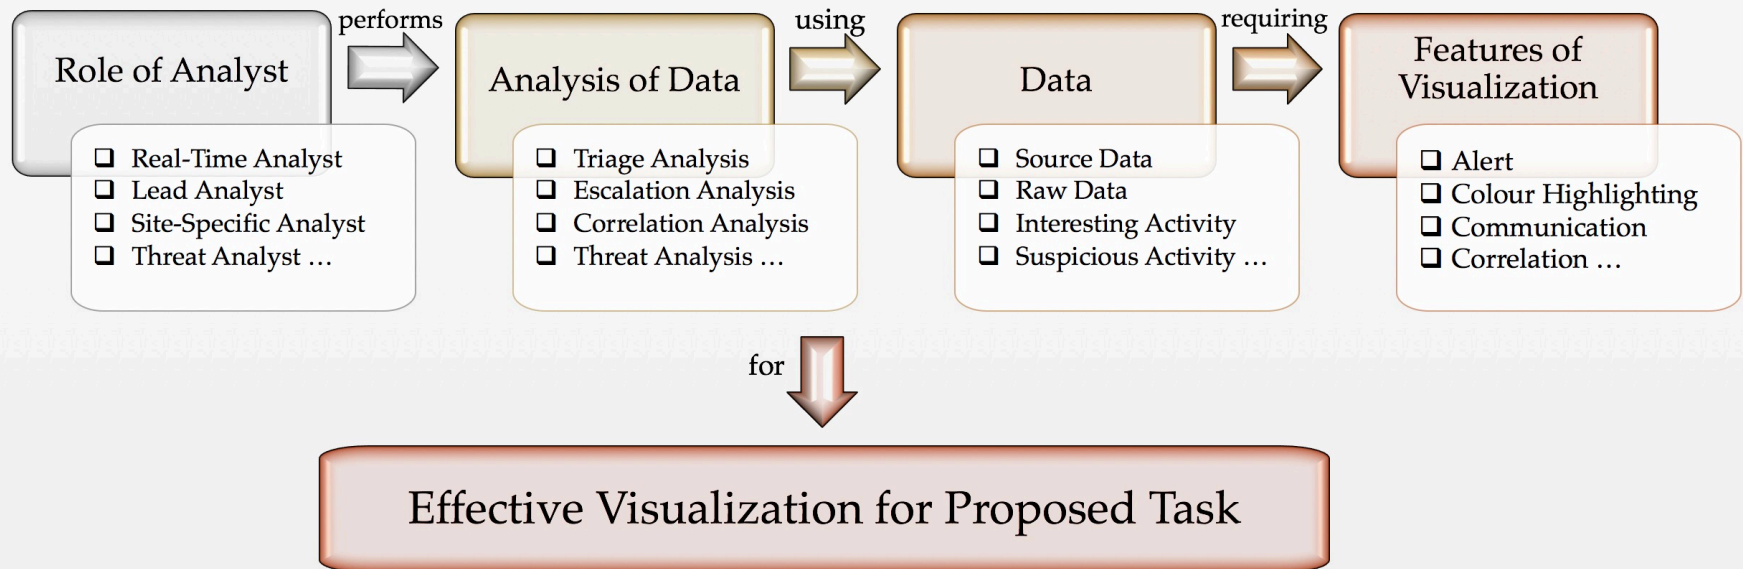 performs
using
requiring
Role of Analyst
Analysis of Data
Data
Features of
Visualization
❑ Real-Time Analyst
❑ Lead Analyst
❑ Site-Specific Analyst
❑ Threat Analyst …
❑ Triage Analysis
❑ Escalation Analysis
❑ Correlation Analysis
❑ Threat Analysis …
❑ Source Data
❑ Raw Data
❑ Interesting Activity
❑ Suspicious Activity …
❑ Alert
❑ Colour Highlighting
❑ Communication
❑ Correlation …
for
Effective Visualization for Proposed Task